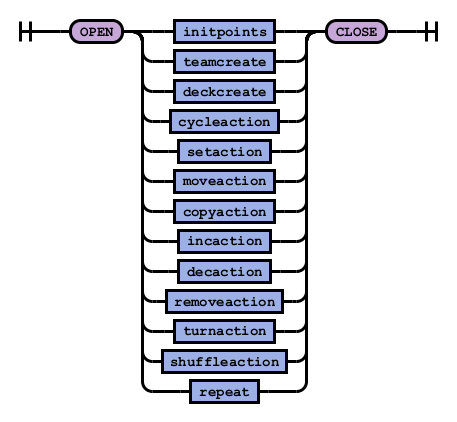 OPEN initpoints CLOSE
teamcreate
deckcreate
cycleaction
setaction
moveaction
copyaction
incaction
decaction
removeaction
turnaction
shuffleaction
repeat